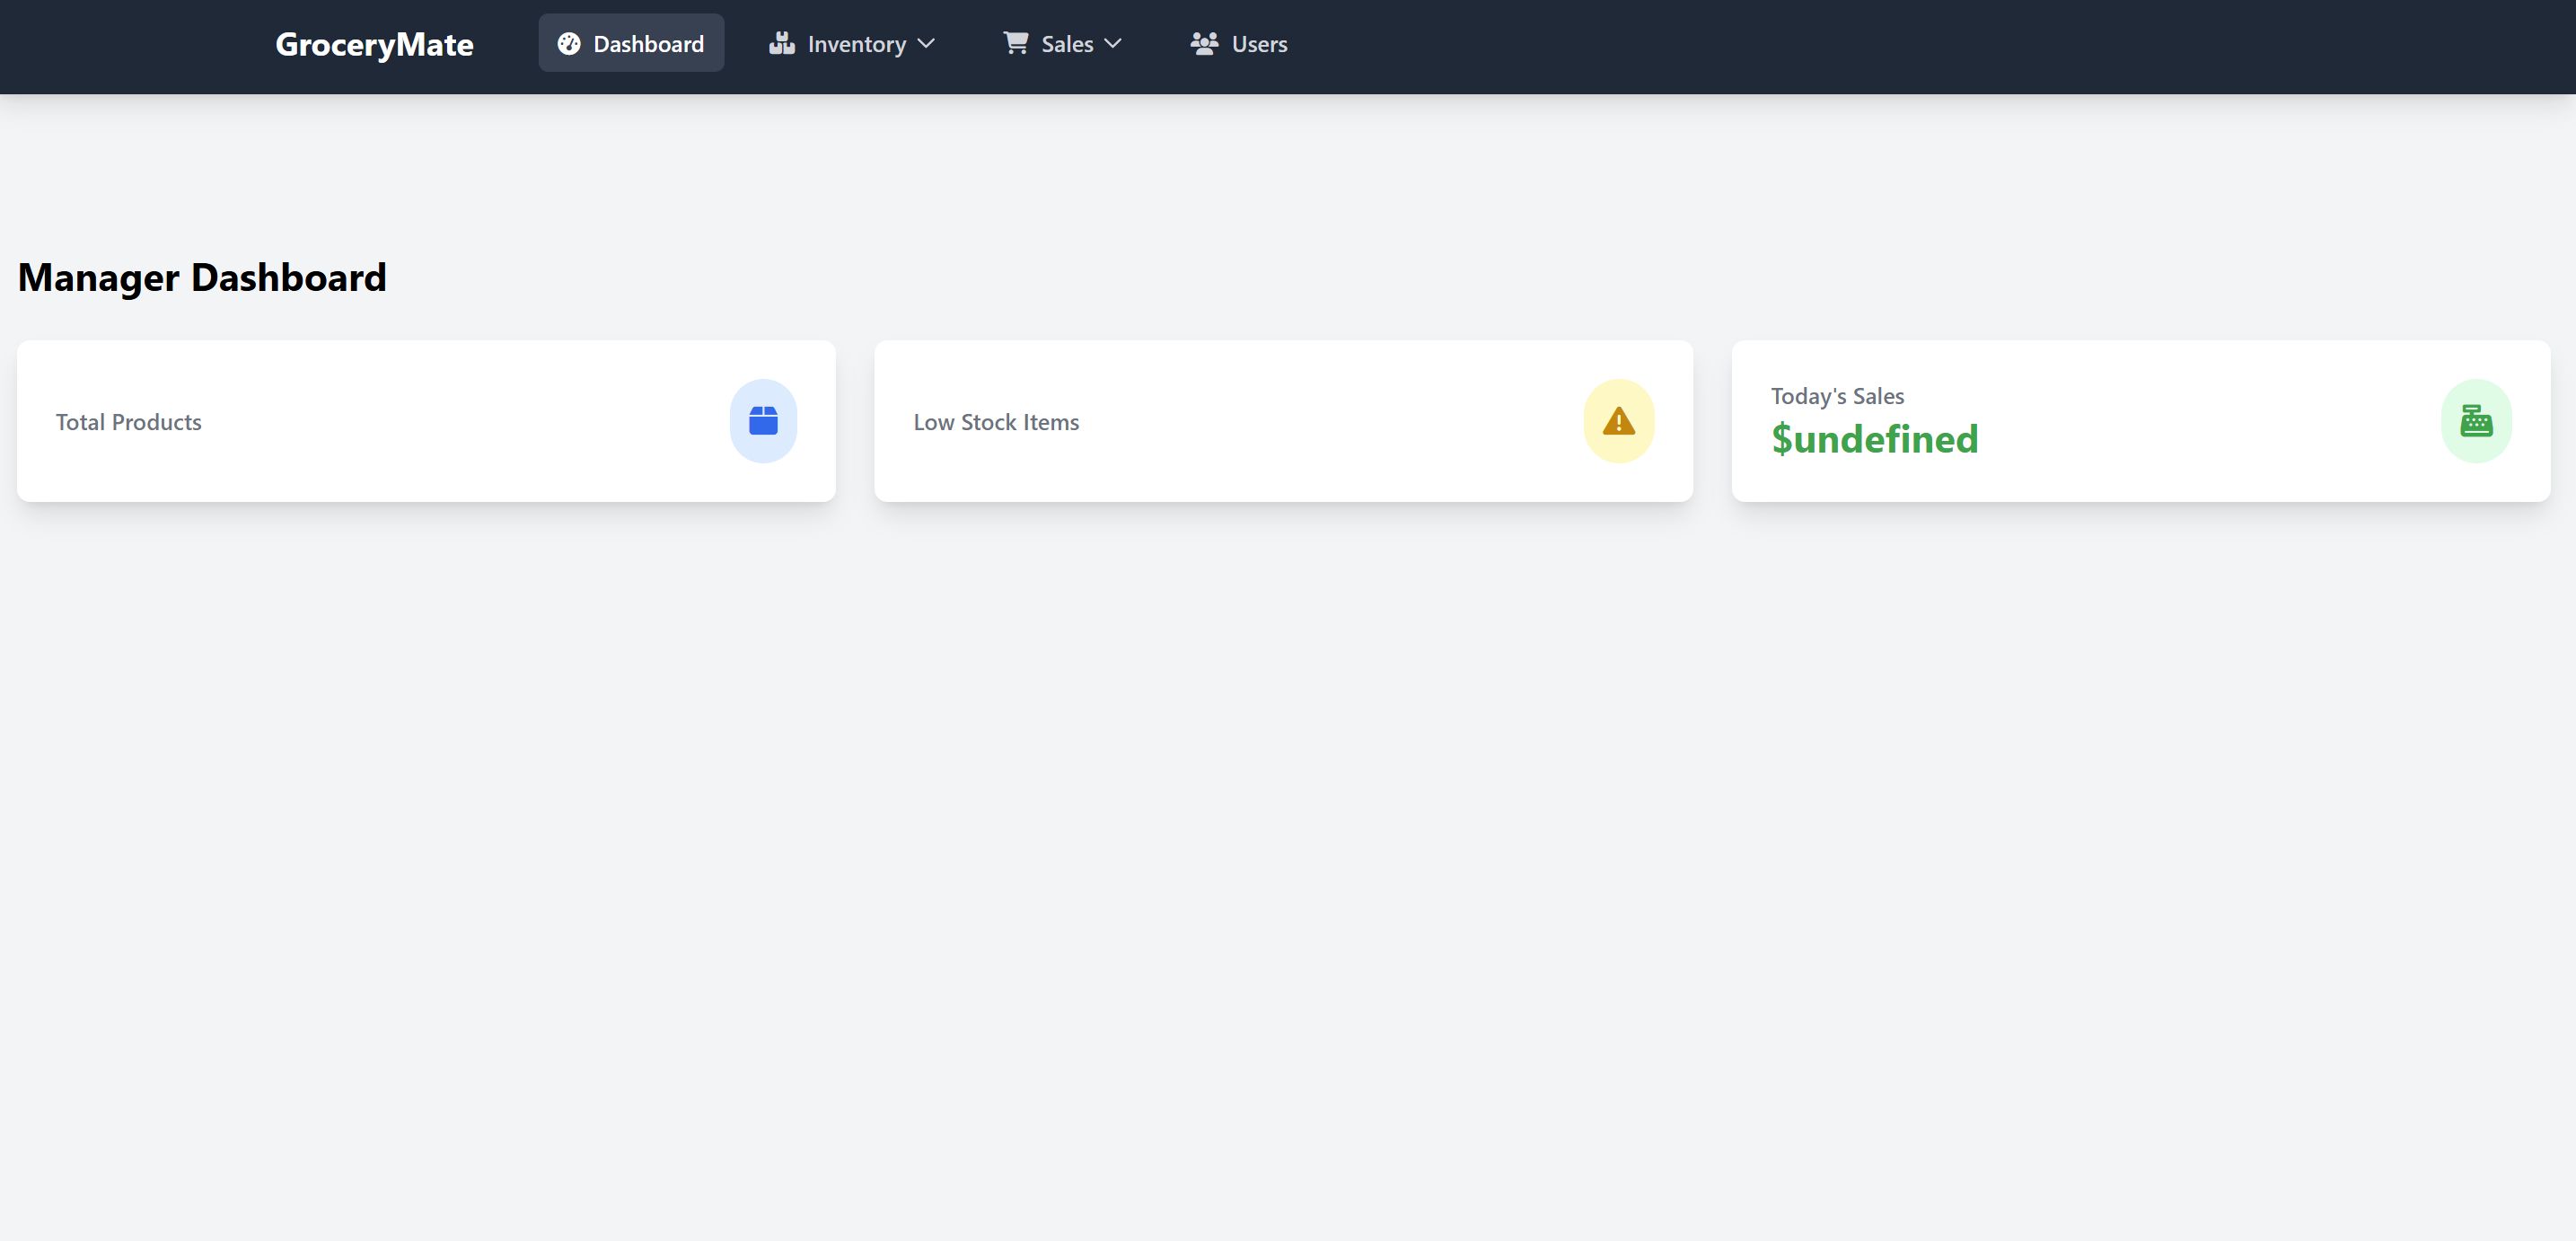 GroceryMate Dashboard Inventory Sales Users
Manager Dashboard
Total Products
Low Stock Items
Today's Sales
$undefined